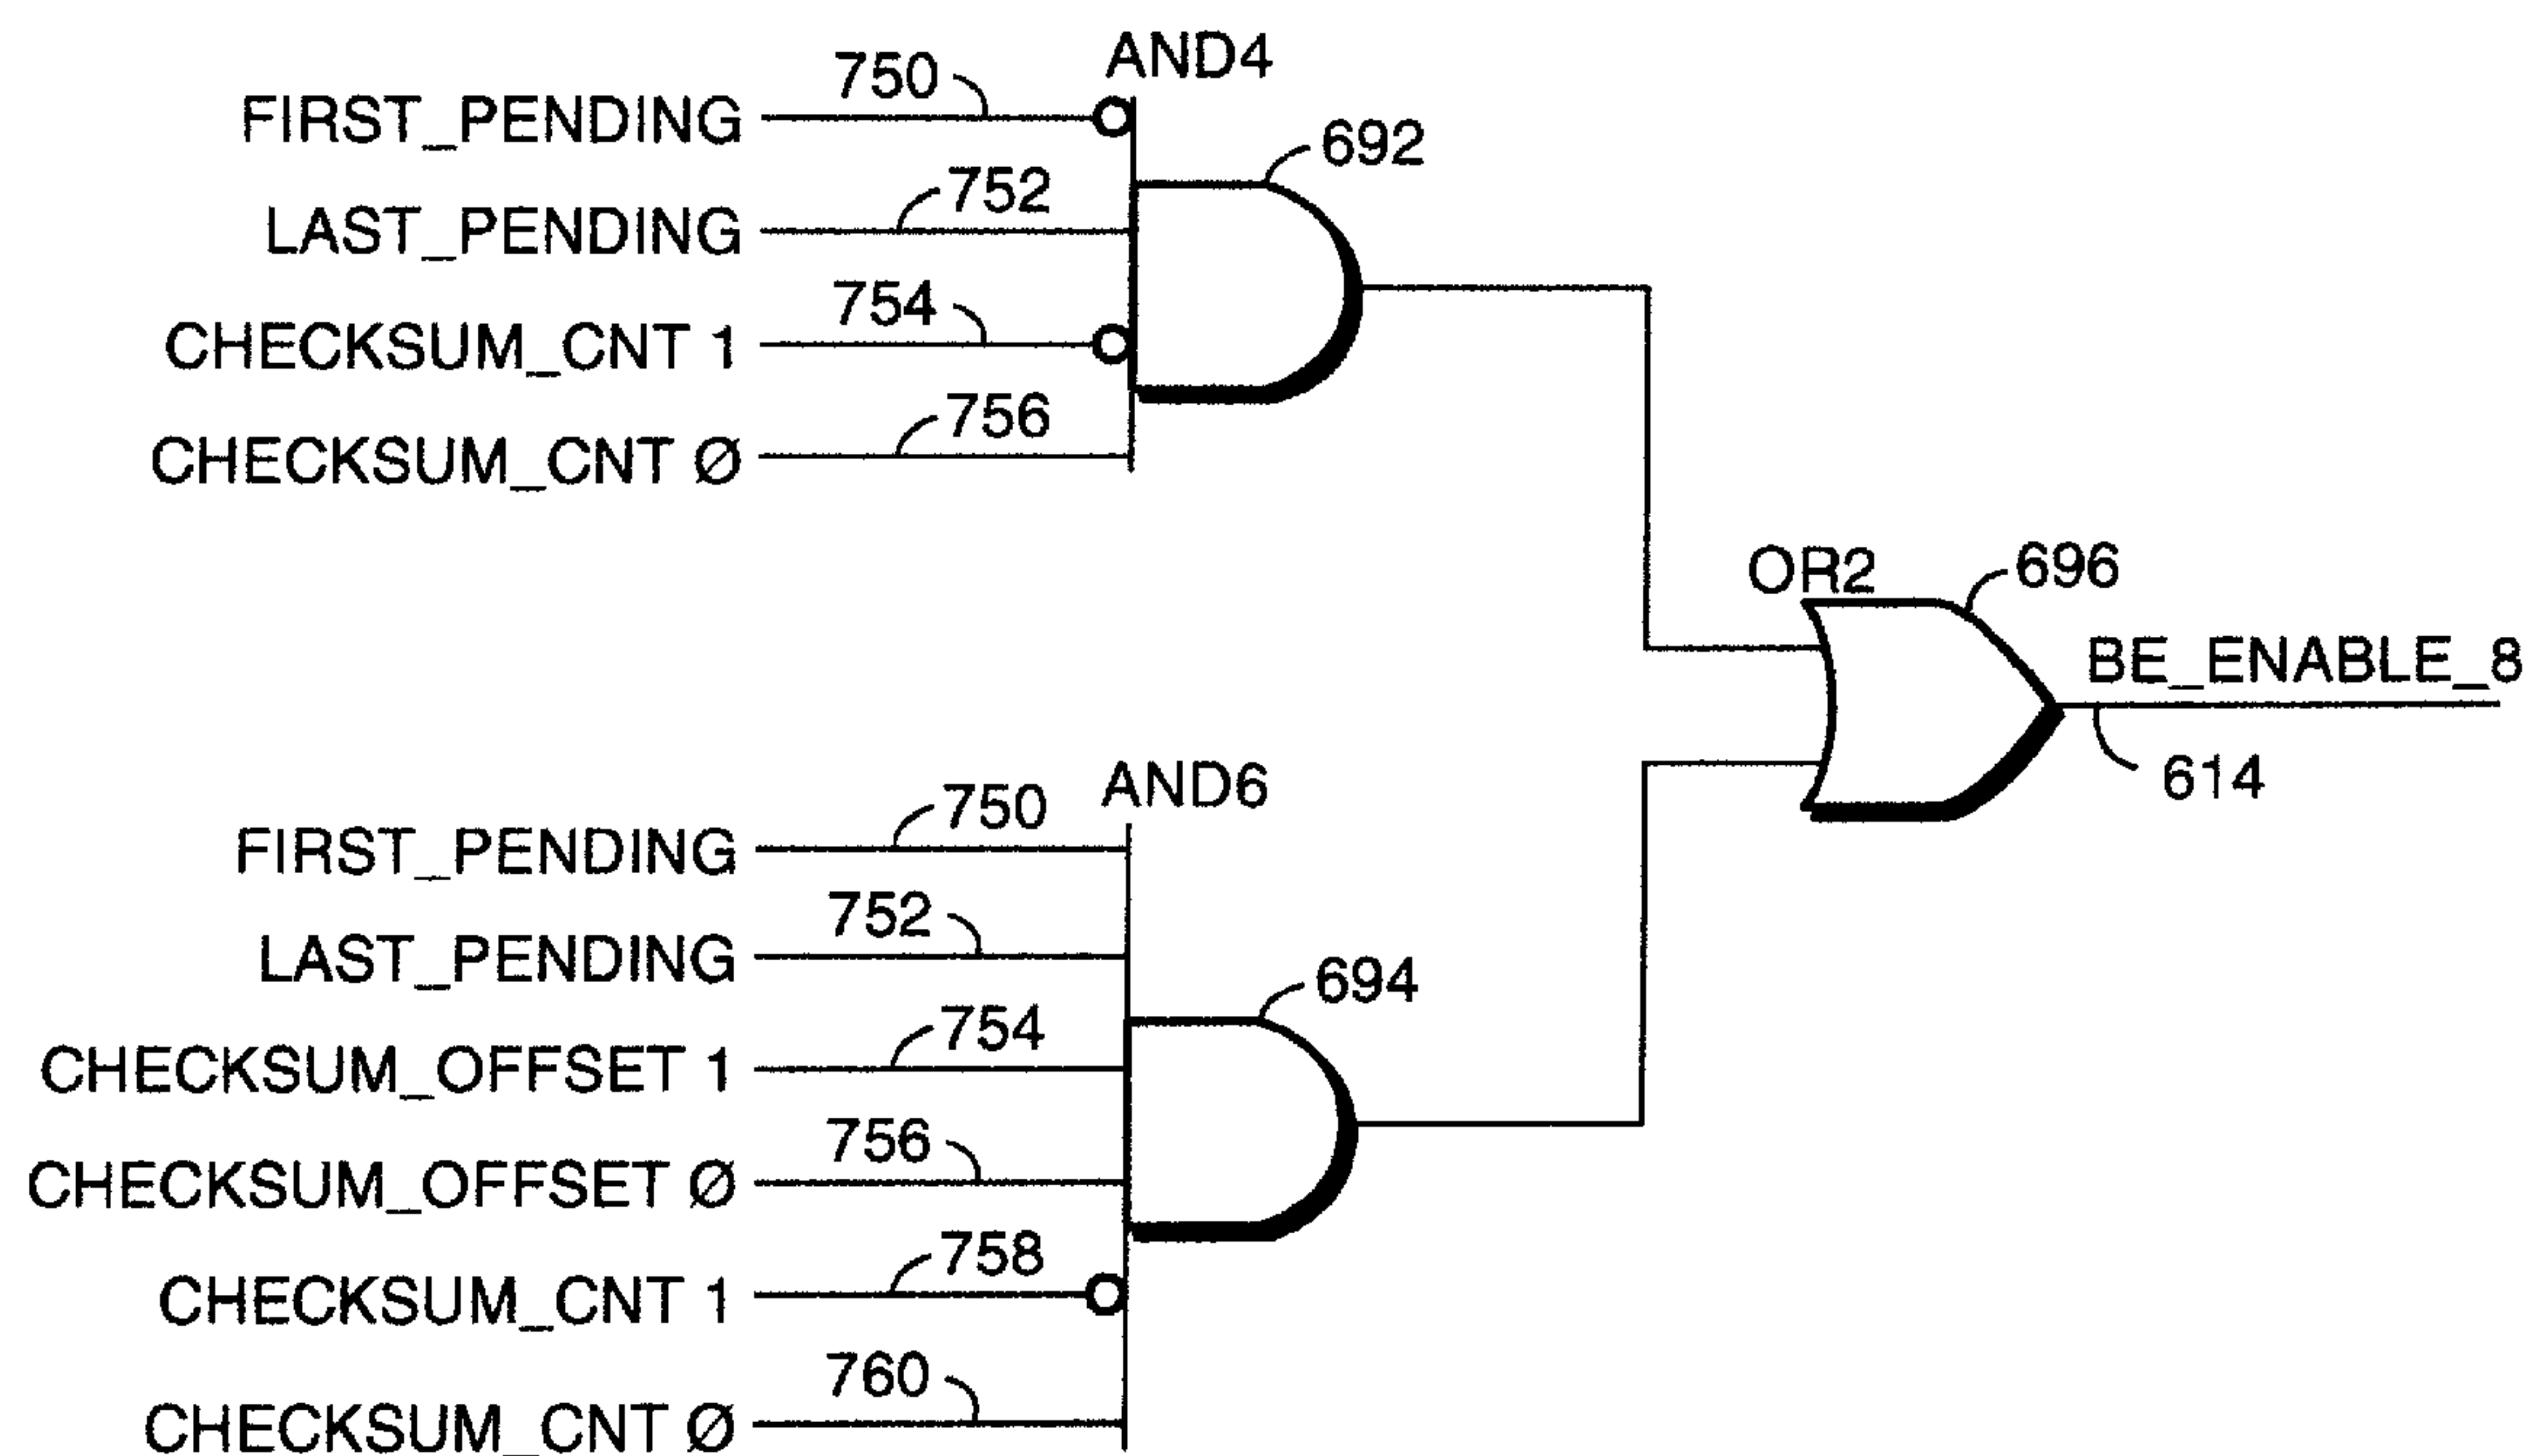 AND4
750
FIRST_PENDING
692
752
LAST_PENDING
754
CHECKSUM_CNT 1
756
CHECKSUM_CNT Ø
OR2
696
BE_ENABLE_8
614
AND6
750
FIRST_PENDING
752
LAST_PENDING
694
754
CHECKSUM_OFFSET 1
756
CHECKSUM_OFFSET Ø
758
CHECKSUM_CNT 1
760
CHECKSUM_CNT Ø